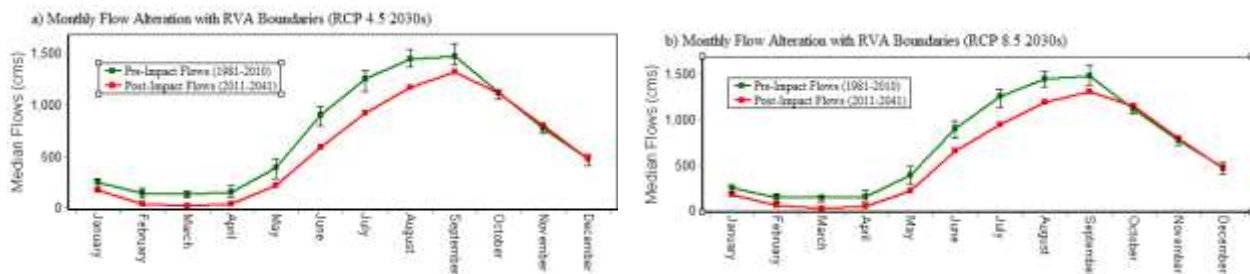 a) Monthly Flow Alteration with RVA Boundaries (RCP 4.5 2030s)
Median Flows (cms)
1,500
1,000
500
0
Pre-Impact Flows (1981-2010)
Post-Impact Flows (2011-2041)
January
February
March
April
May
June
July
August
September
October
November
December
b) Monthly Flow Alteration with RVA Boundaries (RCP 8.5 2030s)
Median Flows (cms)
1,500
1,000
500
0
Pre-Impact Flows (1981-2010)
Post-Impact Flows (2011-2041)
January
February
March
April
May
June
July
August
September
October
November
December